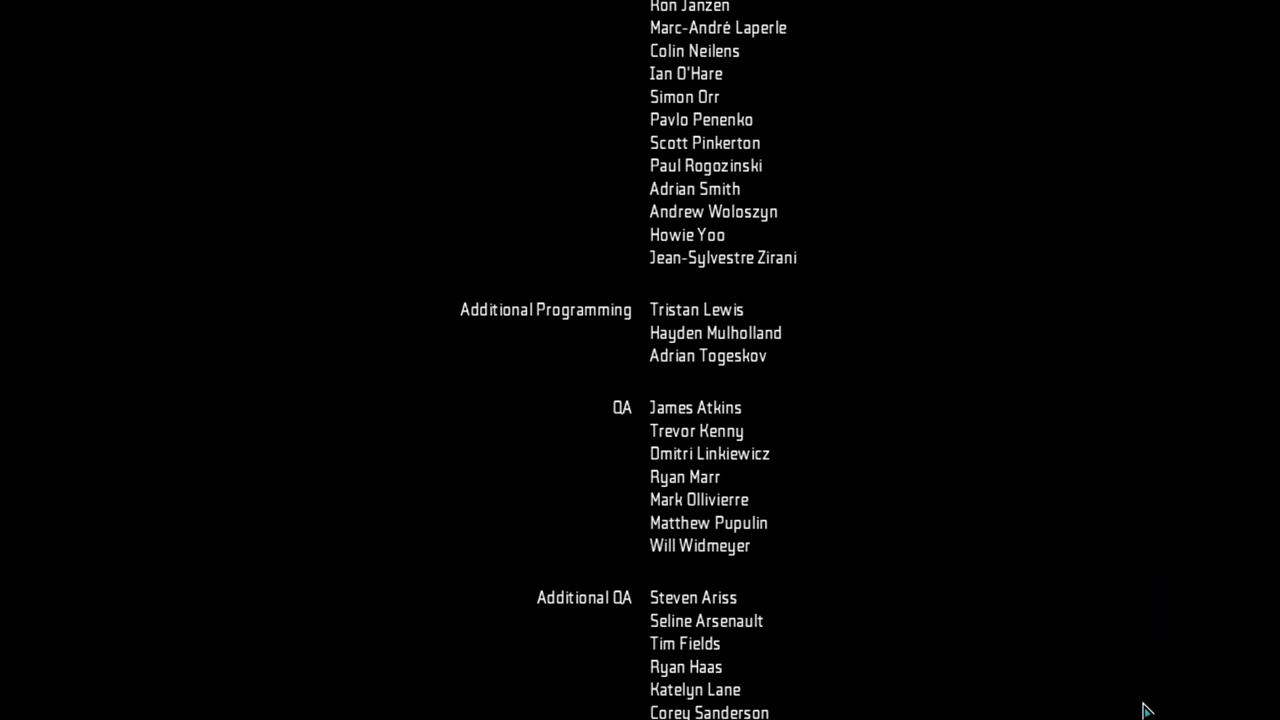 Ron Janzen
Marc-André Laperle
Colin Neilens
Ian O'Hare
Simon Orr
Pavlo Penenko
Scott Pinkerton
Paul Rogozinski
Adrian Smith
Andrew Woloszyn
Howie Yoo
Jean-Sylvestre Zirani
Additional Programming Tristan Lewis
Hayden Mulholland
Adrian Togeskov
QA James Atkins
Trevor Kenny
Dmitri Linkiewicz
Ryan Marr
Mark Ollivierre
Matthew Pupulin
Will Widmeyer
Additional QA Steven Ariss
Seline Arsenault
Tim Fields
Ryan Haas
Katelyn Lane
Corey Sanderson